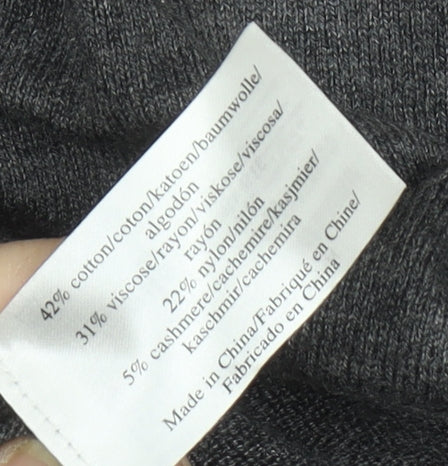 42% cotton/coton/katoen/baumwolle/
algodón
31% viscose/rayon/viskose/viscosa/
rayón
22% nylon/nilón
5% cashmere/cachemire/kasjmier/
kaschmir/cachemira
Made in China/Fabriqué en Chine/
Fabricado en China